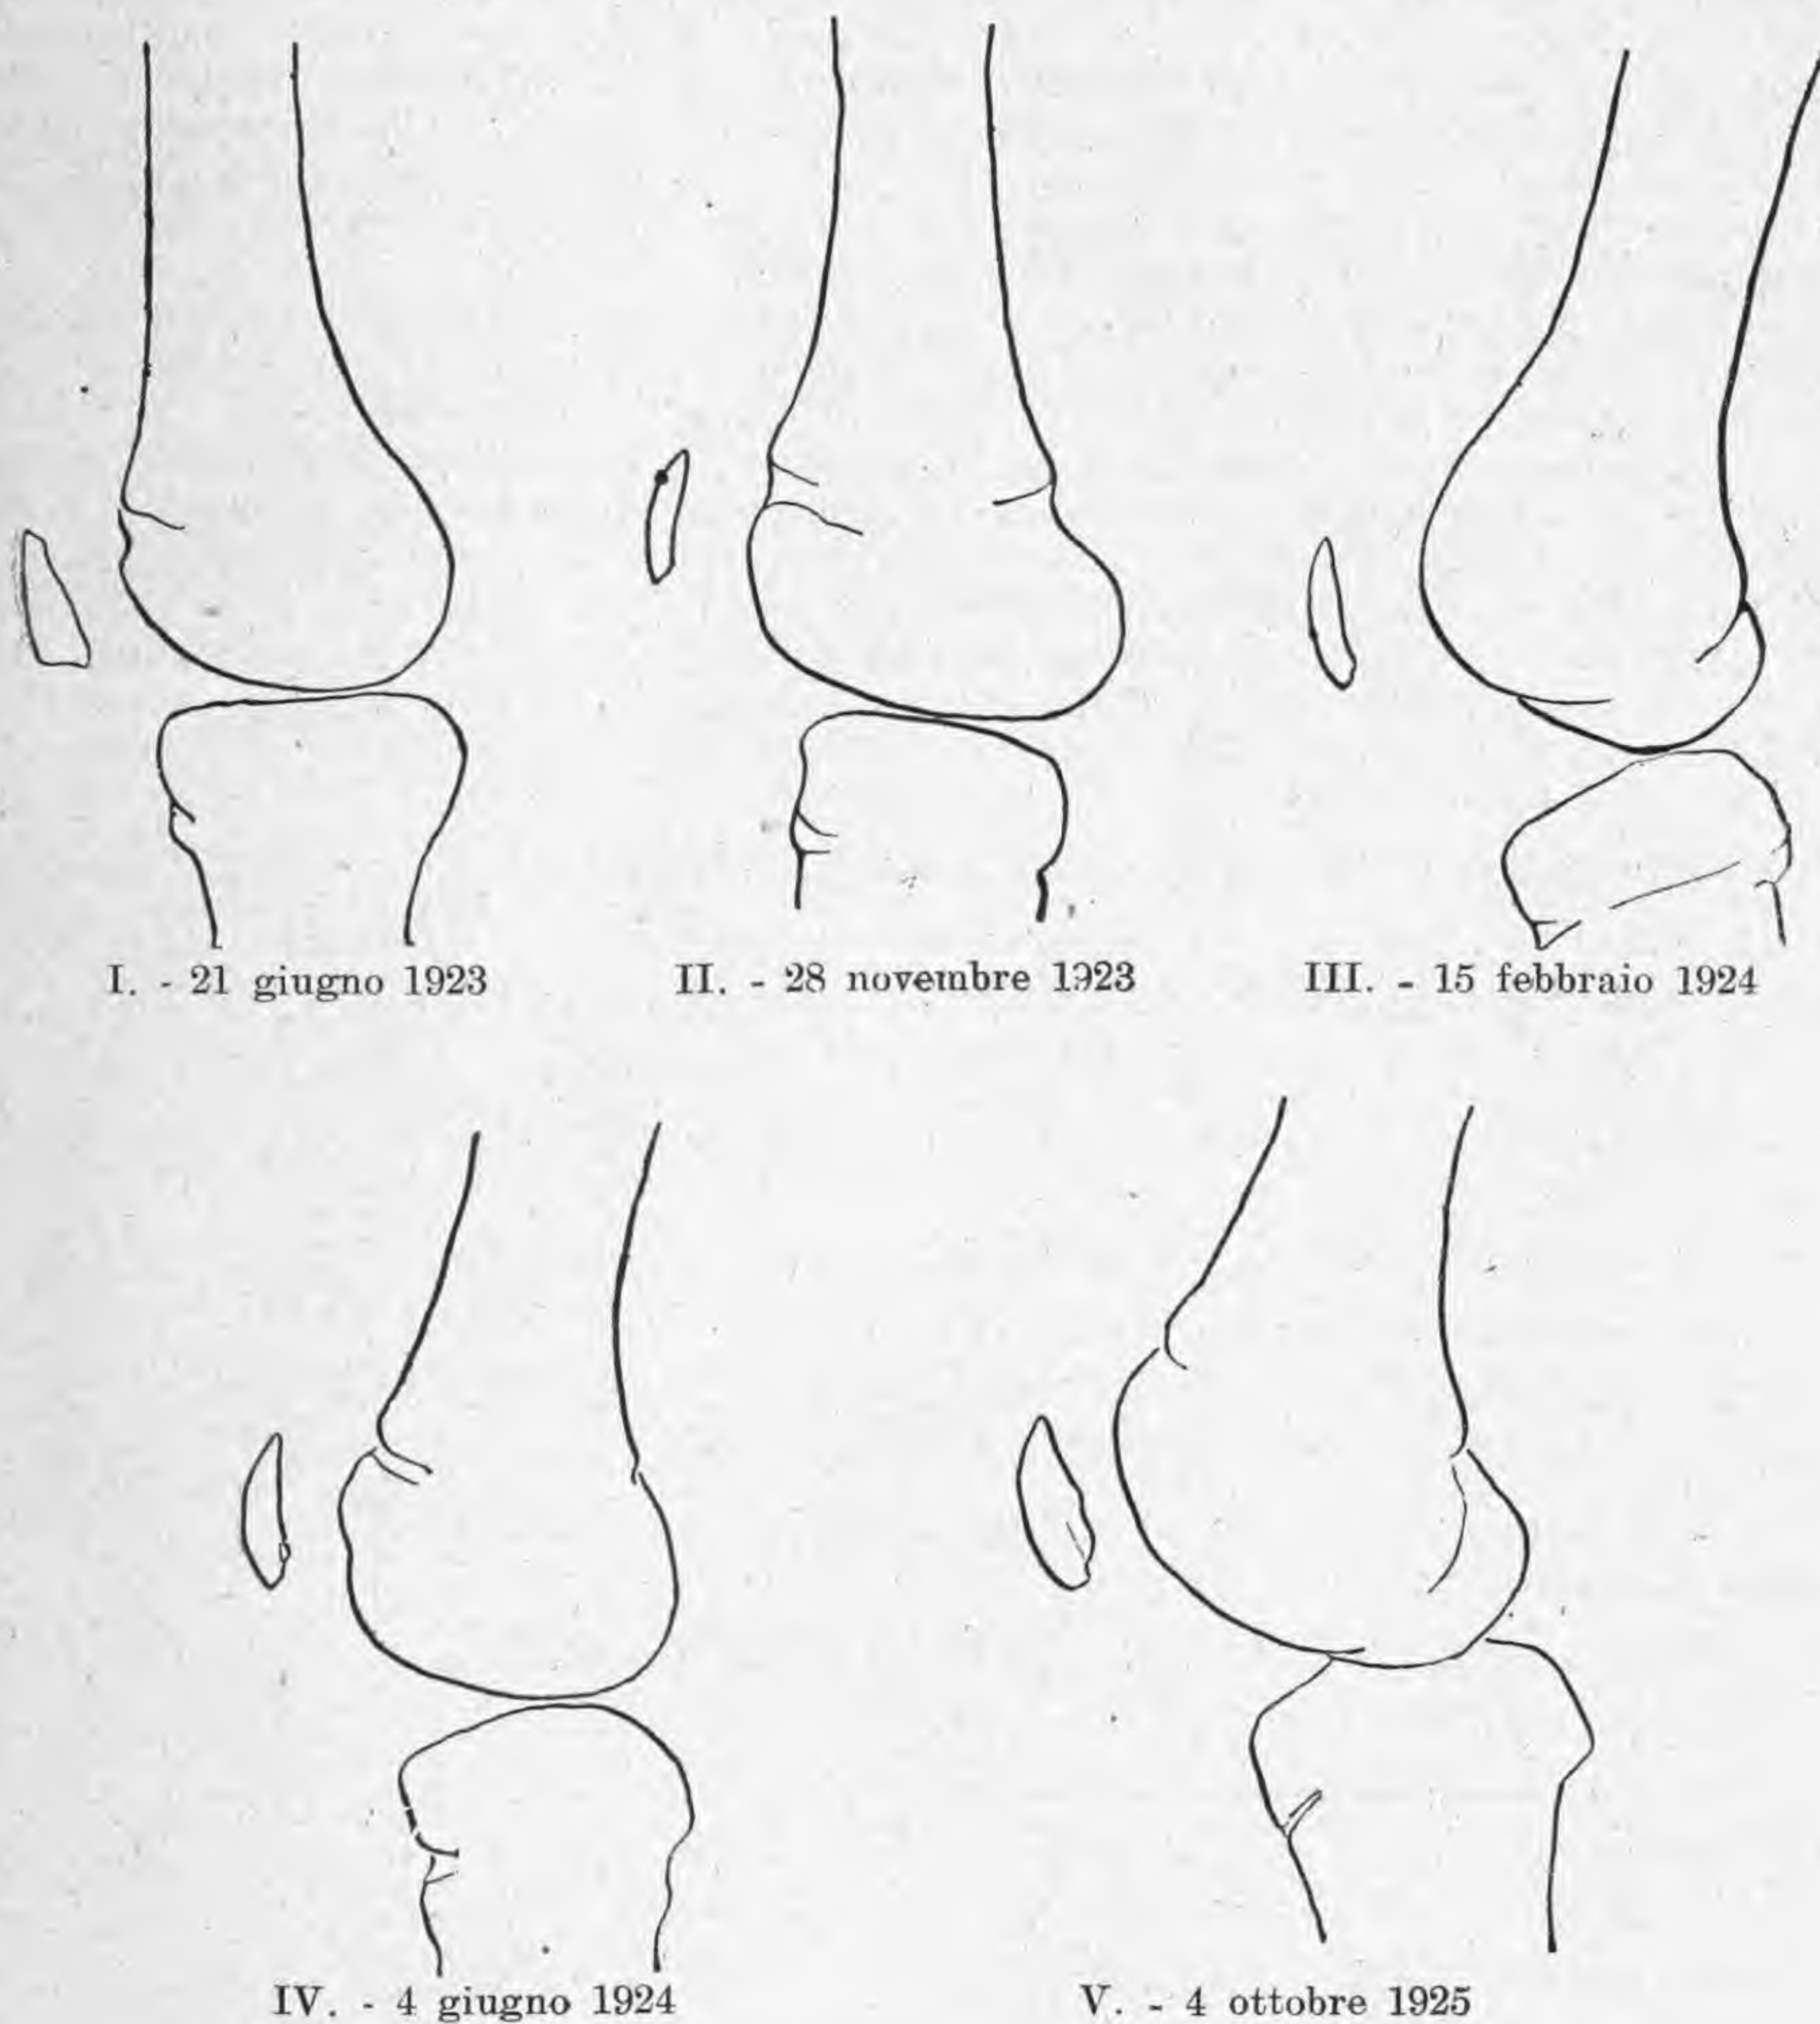 I. - 21 giugno 1923
II. - 28 novembre 1923
III. - 15 febbraio 1924
IV. - 4 giugno 1924
V. - 4 ottobre 1925